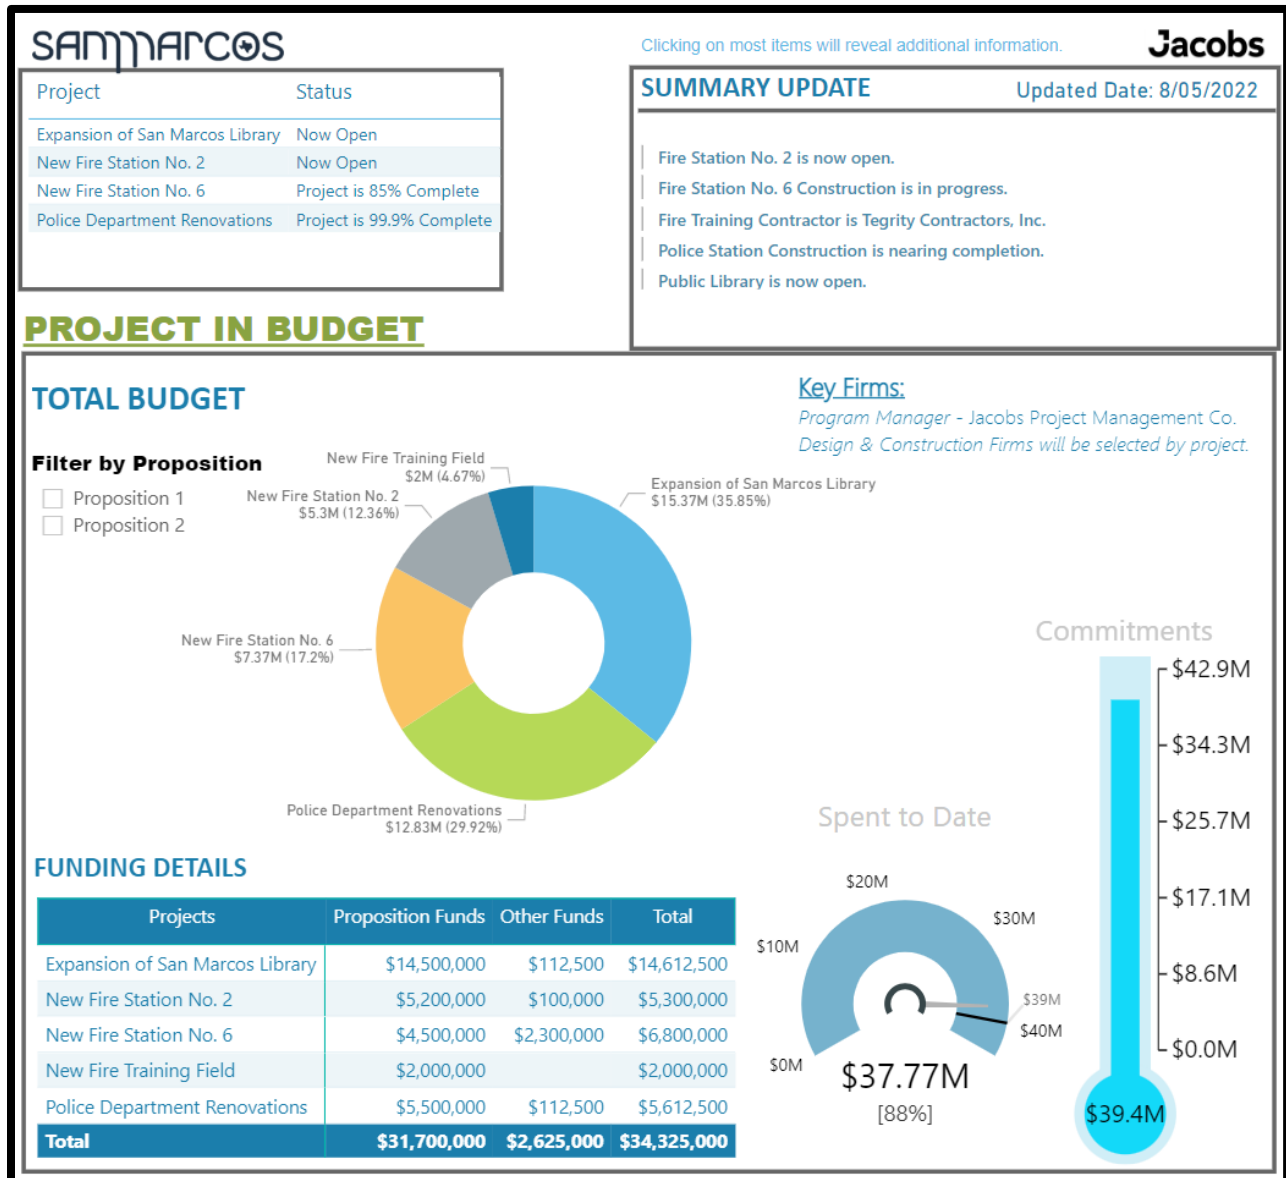 SANMARCOS
Clicking on most items will reveal additional information.
Jacobs
Project Status
Expansion of San Marcos Library Now Open
New Fire Station No. 2 Now Open
New Fire Station No. 6 Project is 85% Complete
Police Department Renovations Project is 99.9% Complete
SUMMARY UPDATE Updated Date: 8/05/2022
Fire Station No. 2 is now open.
Fire Station No. 6 Construction is in progress.
Fire Training Contractor is Tegrity Contractors, Inc.
Police Station Construction is nearing completion.
Public Library is now open.
PROJECT IN BUDGET
TOTAL BUDGET
Key Firms:
Program Manager - Jacobs Project Management Co.
Design & Construction Firms will be selected by project.
Filter by Proposition
Proposition 1
Proposition 2
New Fire Training Field
$2M (4.67%)
New Fire Station No. 2
$5.3M (12.36%)
Expansion of San Marcos Library
$15.37M (35.85%)
New Fire Station No. 6
$7.37M (17.2%)
Police Department Renovations
$12.83M (29.92%)
Commitments
$42.9M
$34.3M
$25.7M
$17.1M
$8.6M
$0.0M
$39.4M
Spent to Date
$20M
$30M
$10M
$39M
$40M
$0M
$37.77M
[88%]
FUNDING DETAILS
Projects Proposition Funds Other Funds Total
Expansion of San Marcos Library $14,500,000 $112,500 $14,612,500
New Fire Station No. 2 $5,200,000 $100,000 $5,300,000
New Fire Station No. 6 $4,500,000 $2,300,000 $6,800,000
New Fire Training Field $2,000,000 $2,000,000
Police Department Renovations $5,500,000 $112,500 $5,612,500
Total $31,700,000 $2,625,000 $34,325,000